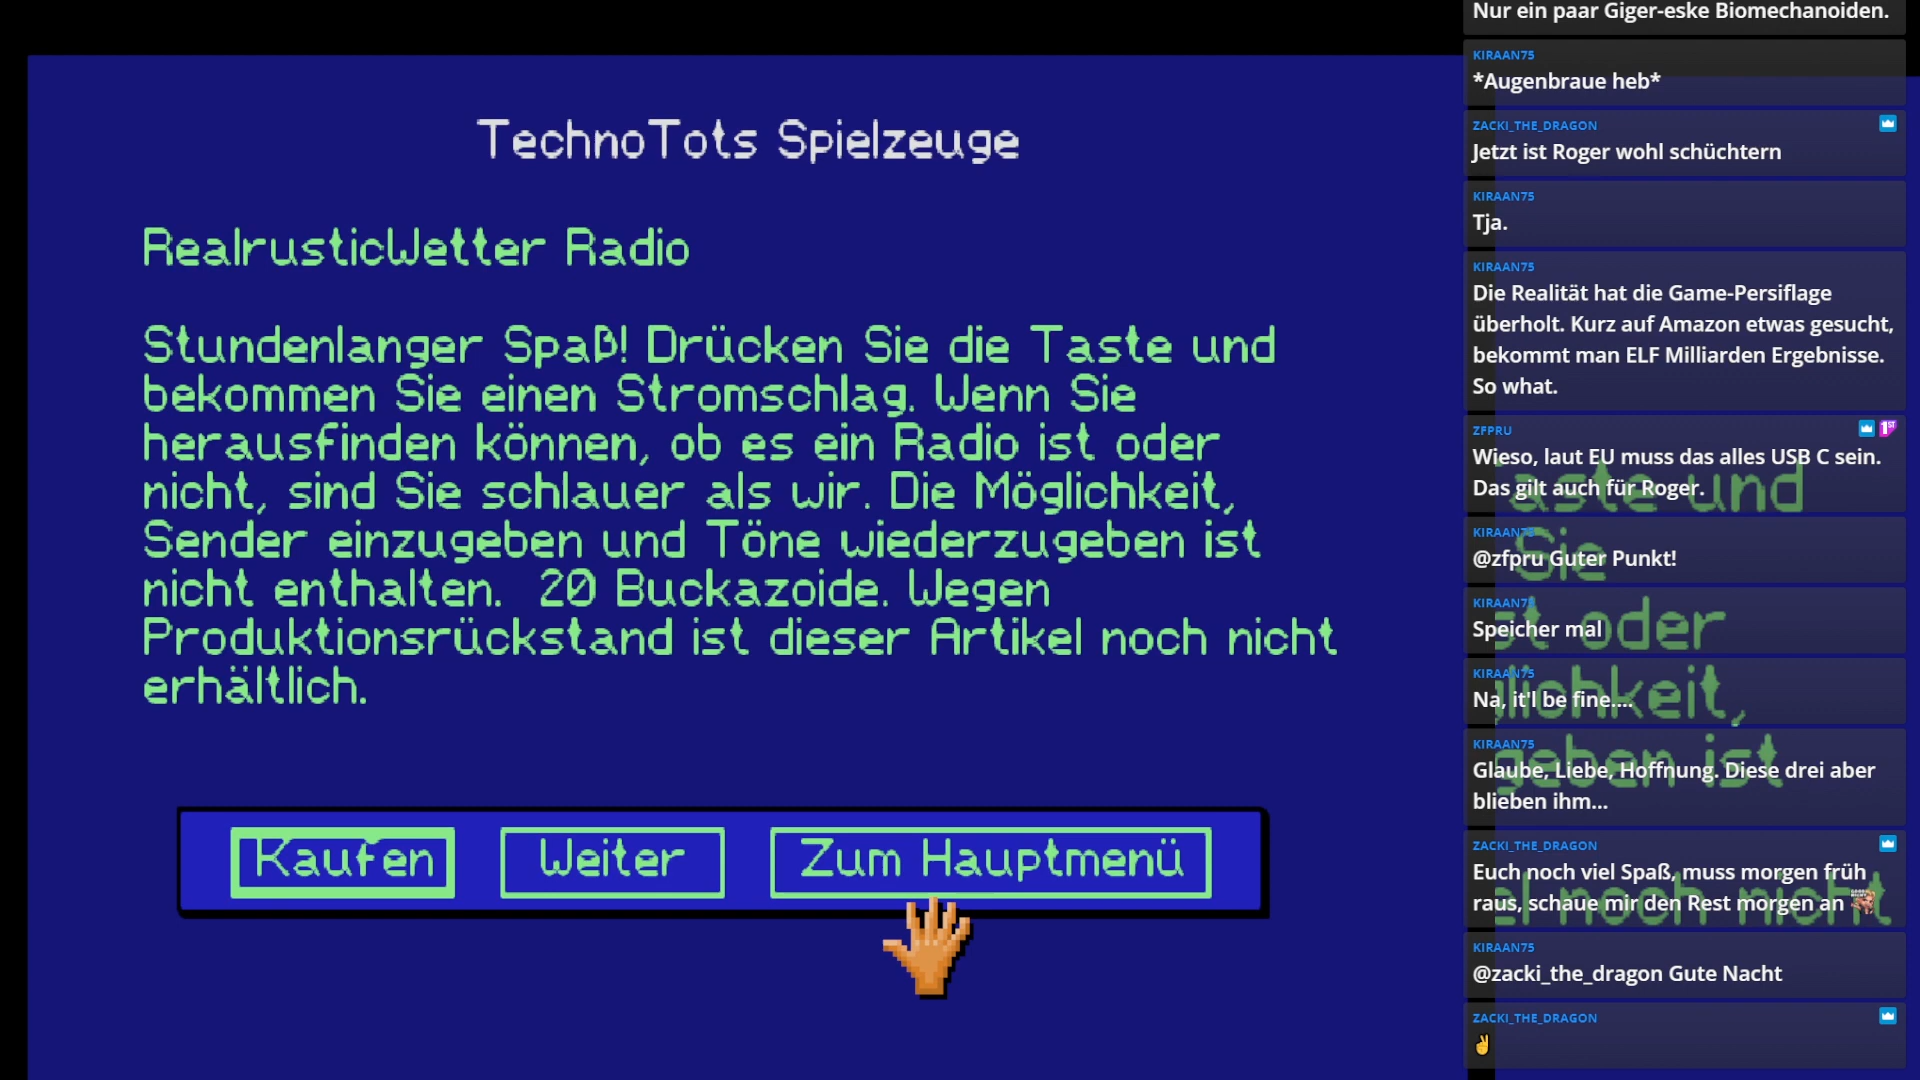 TechnoTots Spielzeuge
RealrusticWetter Radio
Stundenlanger Spaß! Drücken Sie die Taste und
bekommen Sie einen Stromschlag. Wenn Sie
herausfinden können, ob es ein Radio ist oder
nicht, sind Sie schlauer als wir. Die Möglichkeit,
Sender einzugeben und Töne wiederzugeben ist
nicht enthalten.  20 Buckazoide. Wegen
Produktionsrückstand ist dieser Artikel noch nicht
erhältlich.
Kaufen
Weiter
Zum Hauptmenü
Nur ein paar Giger-eske Biomechanoiden.
KIRAAN75
*Augenbraue heb*
ZACKI_THE_DRAGON
Jetzt ist Roger wohl schüchtern
KIRAAN75
Tja.
KIRAAN75
Die Realität hat die Game-Persiflage
überholt. Kurz auf Amazon etwas gesucht,
bekommt man ELF Milliarden Ergebnisse.
So what.
ZFPRU
1ST
Wieso, laut EU muss das alles USB C sein.
Das gilt auch für Roger.
KIRAAN75
@zfpru Guter Punkt!
KIRAAN75
Speicher mal
KIRAAN75
Na, it'l be fine....
KIRAAN75
Glaube, Liebe, Hoffnung. Diese drei aber
blieben ihm...
ZACKI_THE_DRAGON
Euch noch viel Spaß, muss morgen früh
raus, schaue mir den Rest morgen an
KIRAAN75
@zacki_the_dragon Gute Nacht
ZACKI_THE_DRAGON